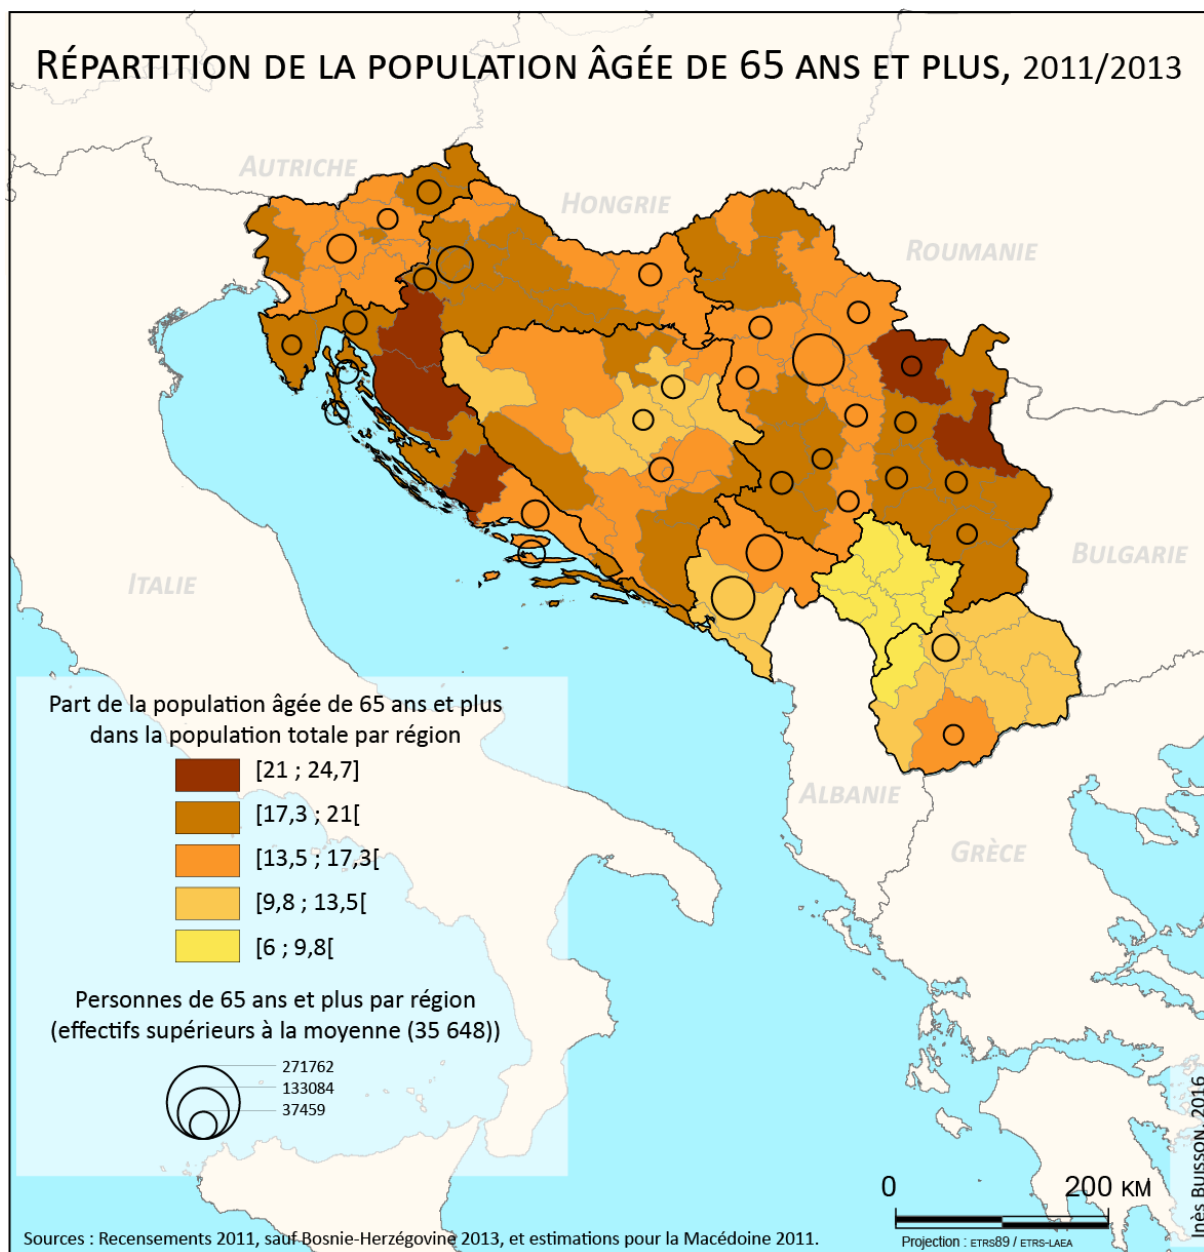 RÉPARTITION DE LA POPULATION ÂGÉE DE 65 ANS ET PLUS, 2011/2013
AUTRICHE
HONGRIE
ROUMANIE
ITALIE
BULGARIE
ALBANIE
GRÈCE
Part de la population âgée de 65 ans et plus
dans la population totale par région
[21 ; 24,7]
[17,3 ; 21[
[13,5 ; 17,3[
[9,8 ; 13,5[
[6 ; 9,8[
Personnes de 65 ans et plus par région
(effectifs supérieurs à la moyenne (35 648))
271762
133084
37459
0 200 KM
Projection : ETRS89 / ETRS-LAEA
Inès BUISSON, 2016
Sources : Recensements 2011, sauf Bosnie-Herzégovine 2013, et estimations pour la Macédoine 2011.